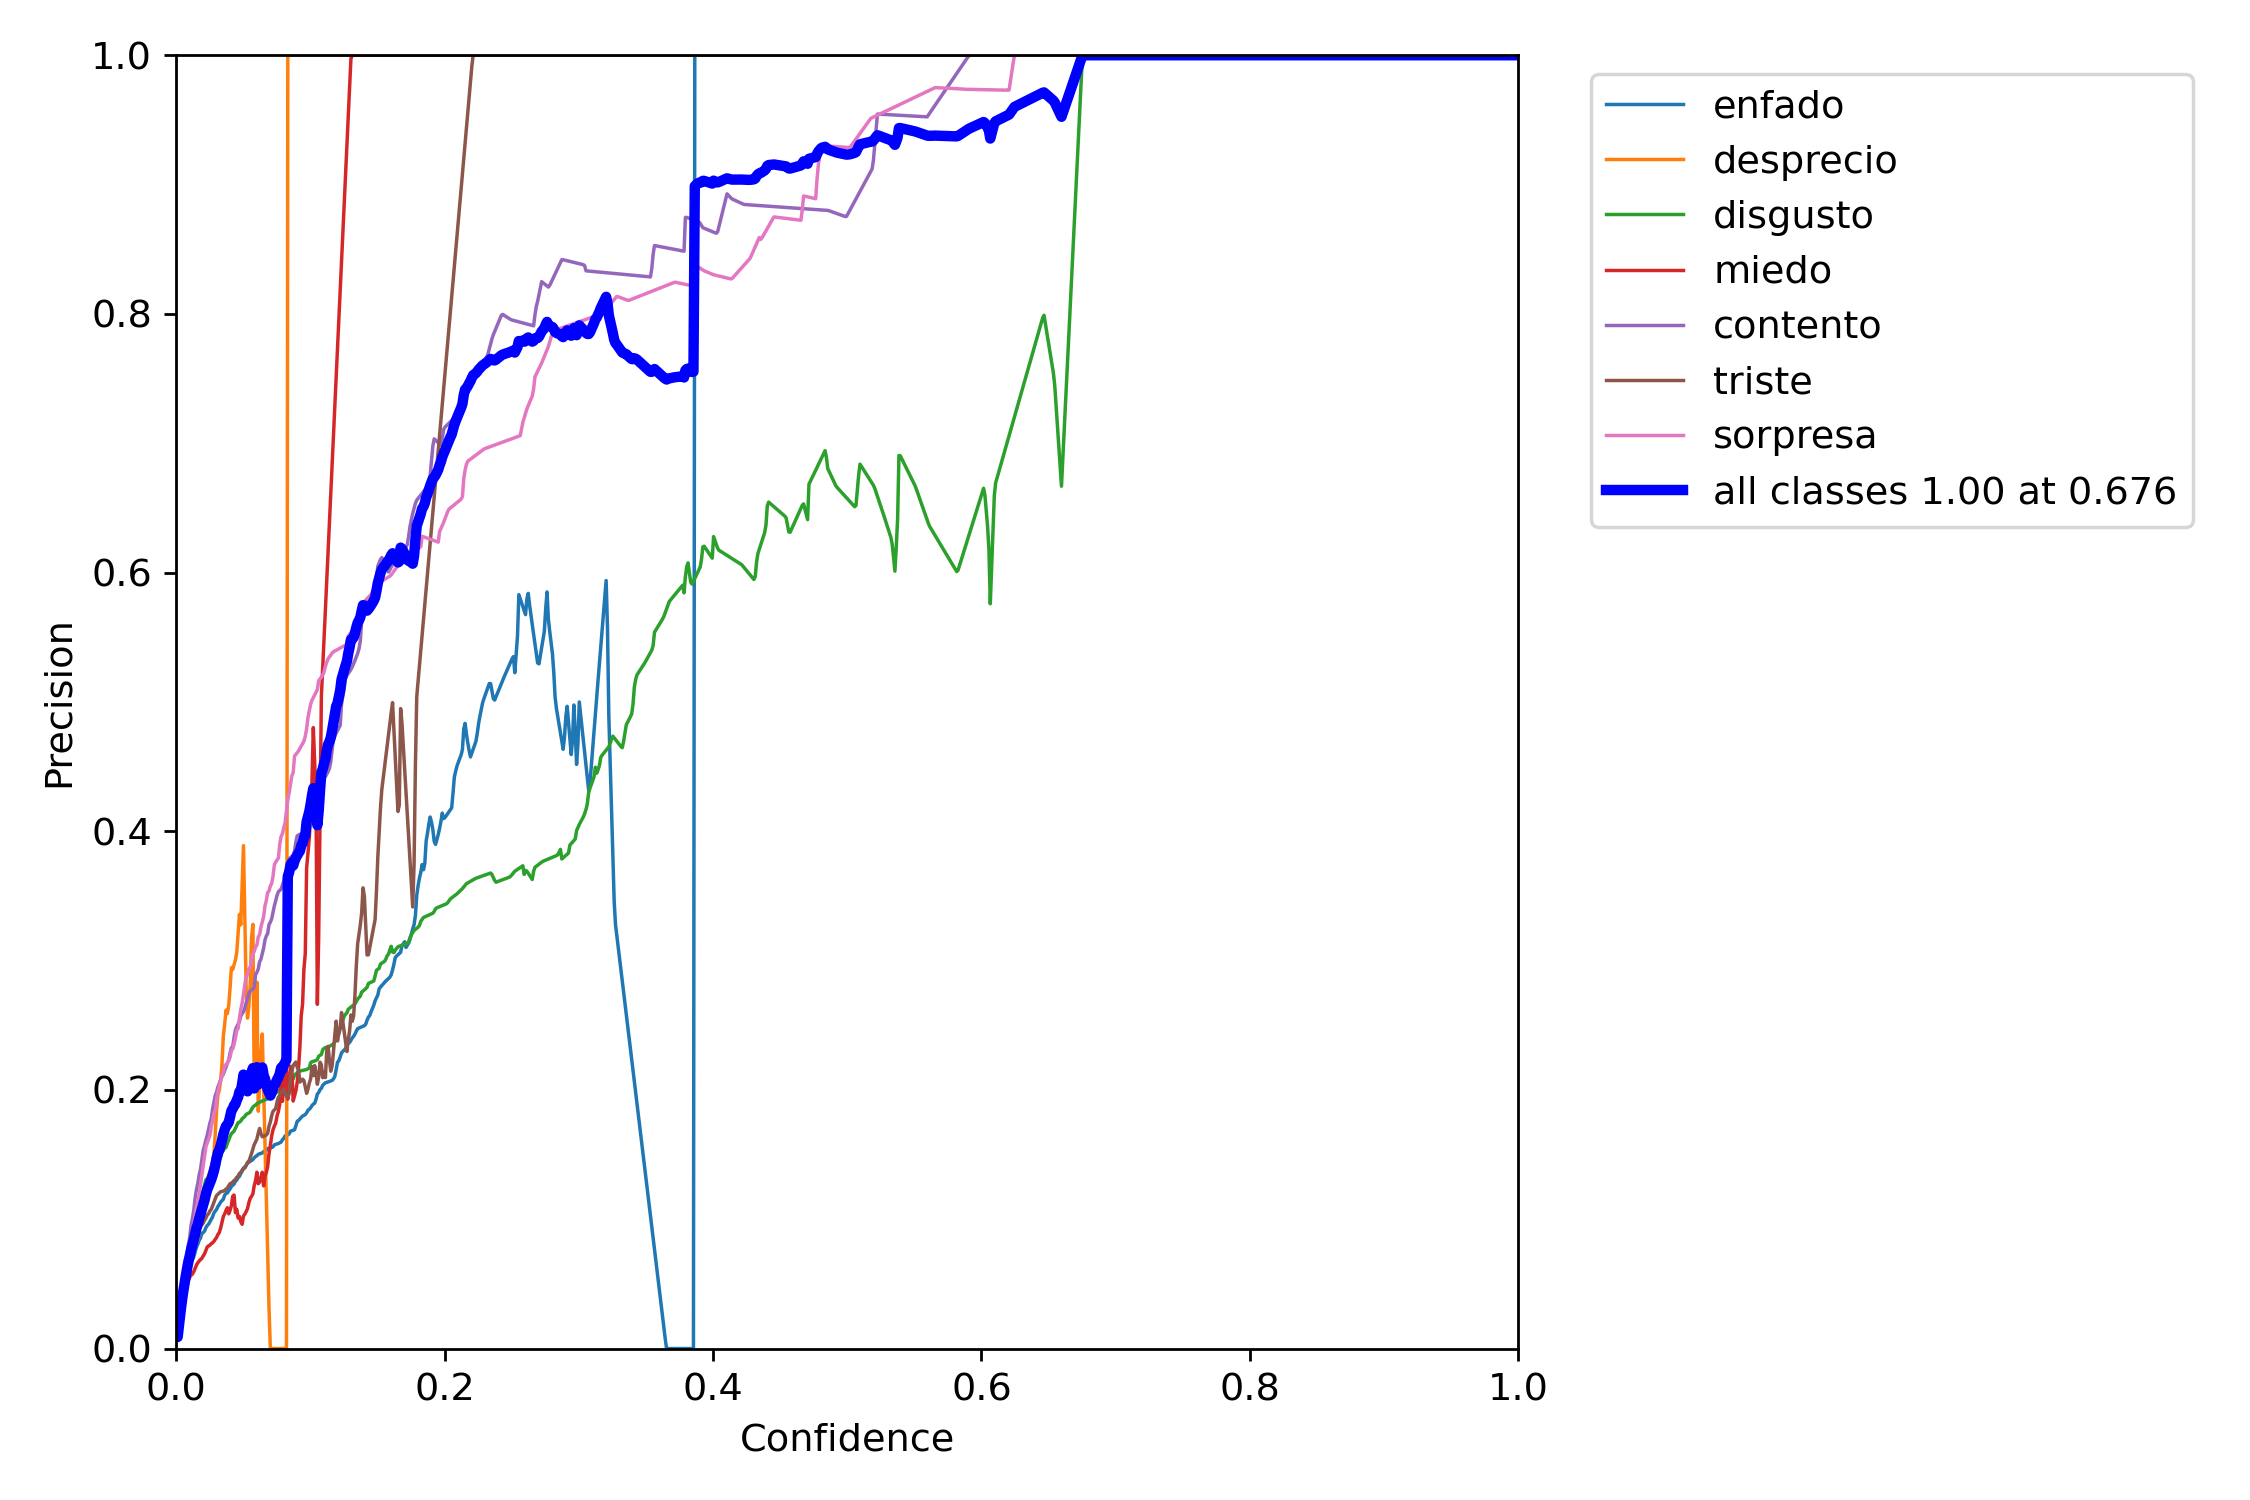 1.0
0.8
0.6
0.4
0.2
0.0
Precision
0.0 0.2 0.4 0.6 0.8 1.0
Confidence
enfado
desprecio
disgusto
miedo
contento
triste
sorpresa
all classes 1.00 at 0.676